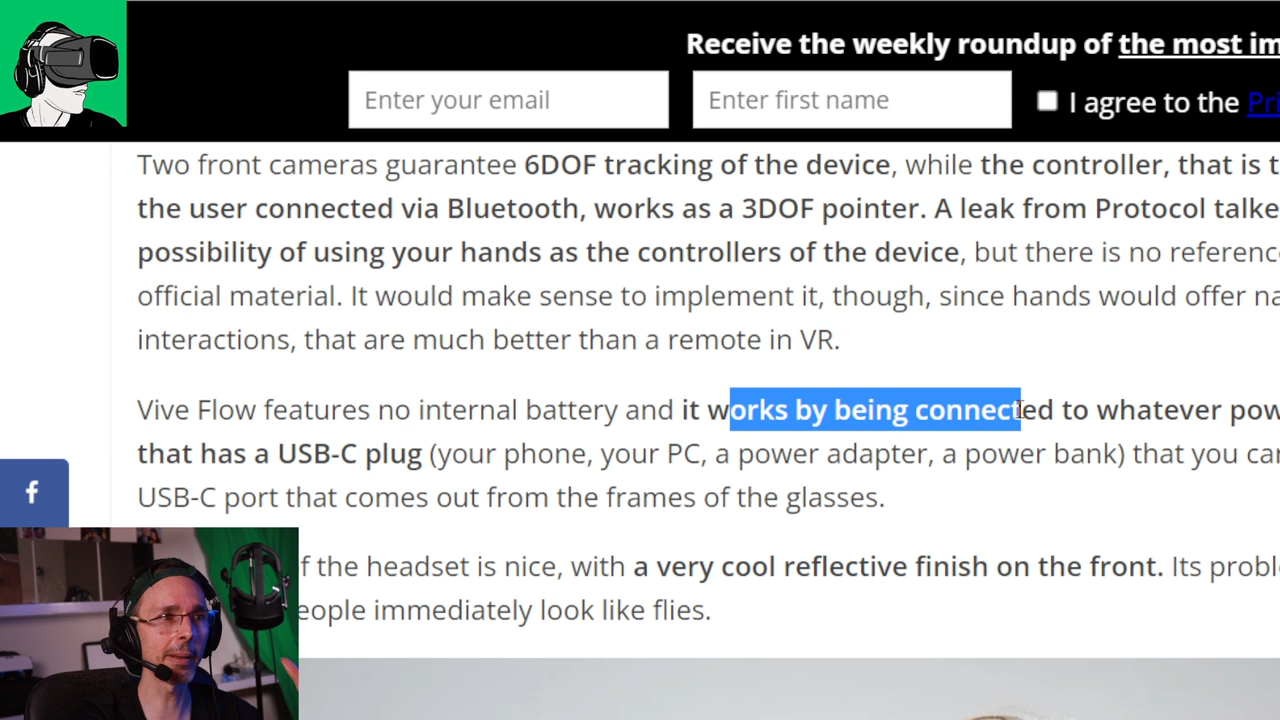 Receive the weekly roundup of the most im
Enter your email
Enter first name
I agree to the Pri
Two front cameras guarantee 6DOF tracking of the device, while the controller, that is t
the user connected via Bluetooth, works as a 3DOF pointer. A leak from Protocol talke
possibility of using your hands as the controllers of the device, but there is no referenc
official material. It would make sense to implement it, though, since hands would offer na
interactions, that are much better than a remote in VR.
Vive Flow features no internal battery and it works by being connected to whatever pow
that has a USB-C plug (your phone, your PC, a power adapter, a power bank) that you can
USB-C port that comes out from the frames of the glasses.
f
f the headset is nice, with a very cool reflective finish on the front. Its probl
eople immediately look like flies.